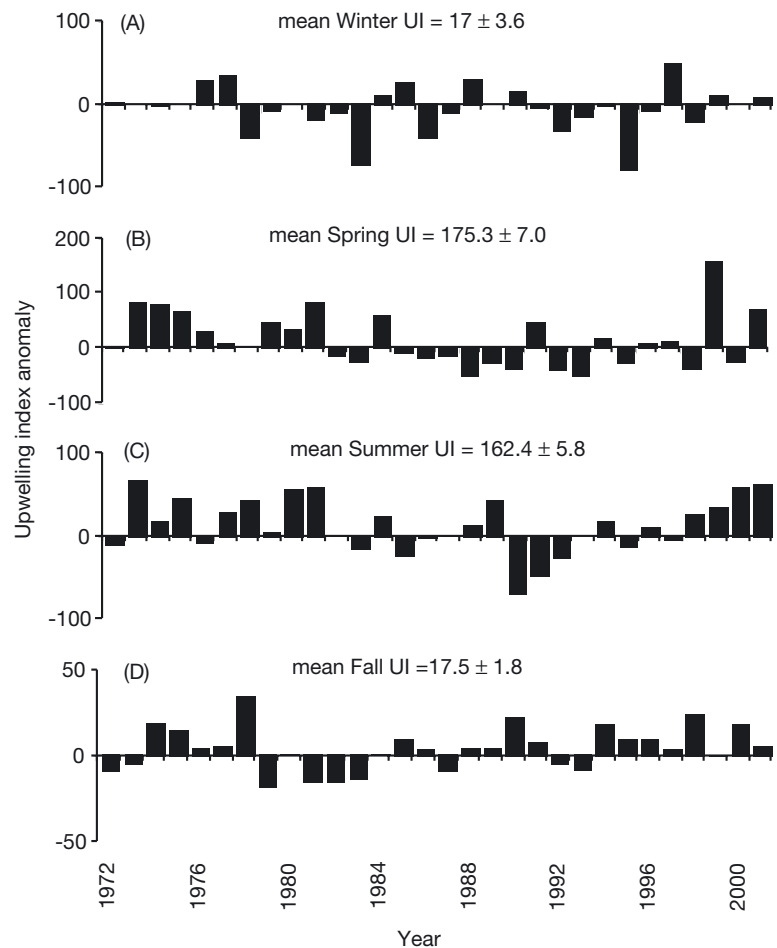 (A)
mean Winter UI = 17 ± 3.6
100
0
-100
(B)
mean Spring UI = 175.3 ± 7.0
200
100
0
-100
(C)
mean Summer UI = 162.4 ± 5.8
100
0
-100
(D)
mean Fall UI =17.5 ± 1.8
50
0
-50
Upwelling index anomaly
1972 1976 1980 1984 1988 1992 1996 2000
Year